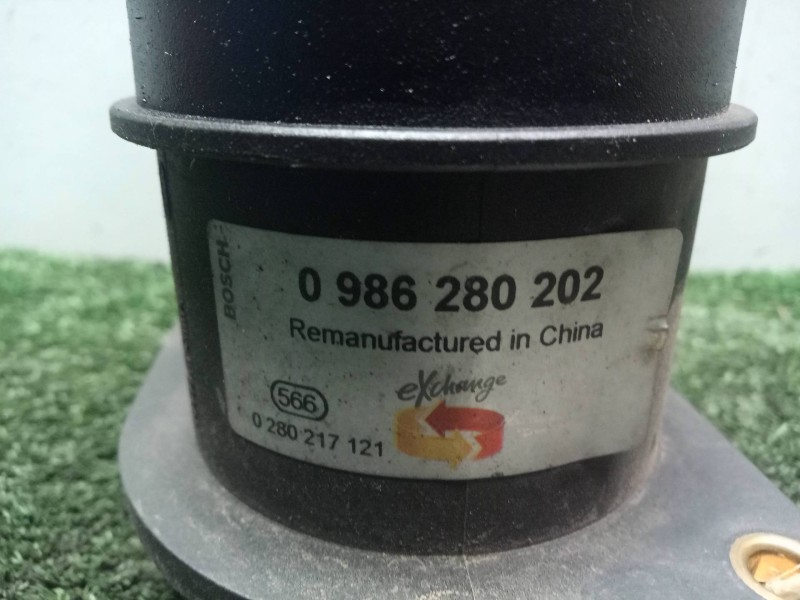 BOSCH
0 986 280 202
Remanufactured in China
eXchange
566
0 280 217 121